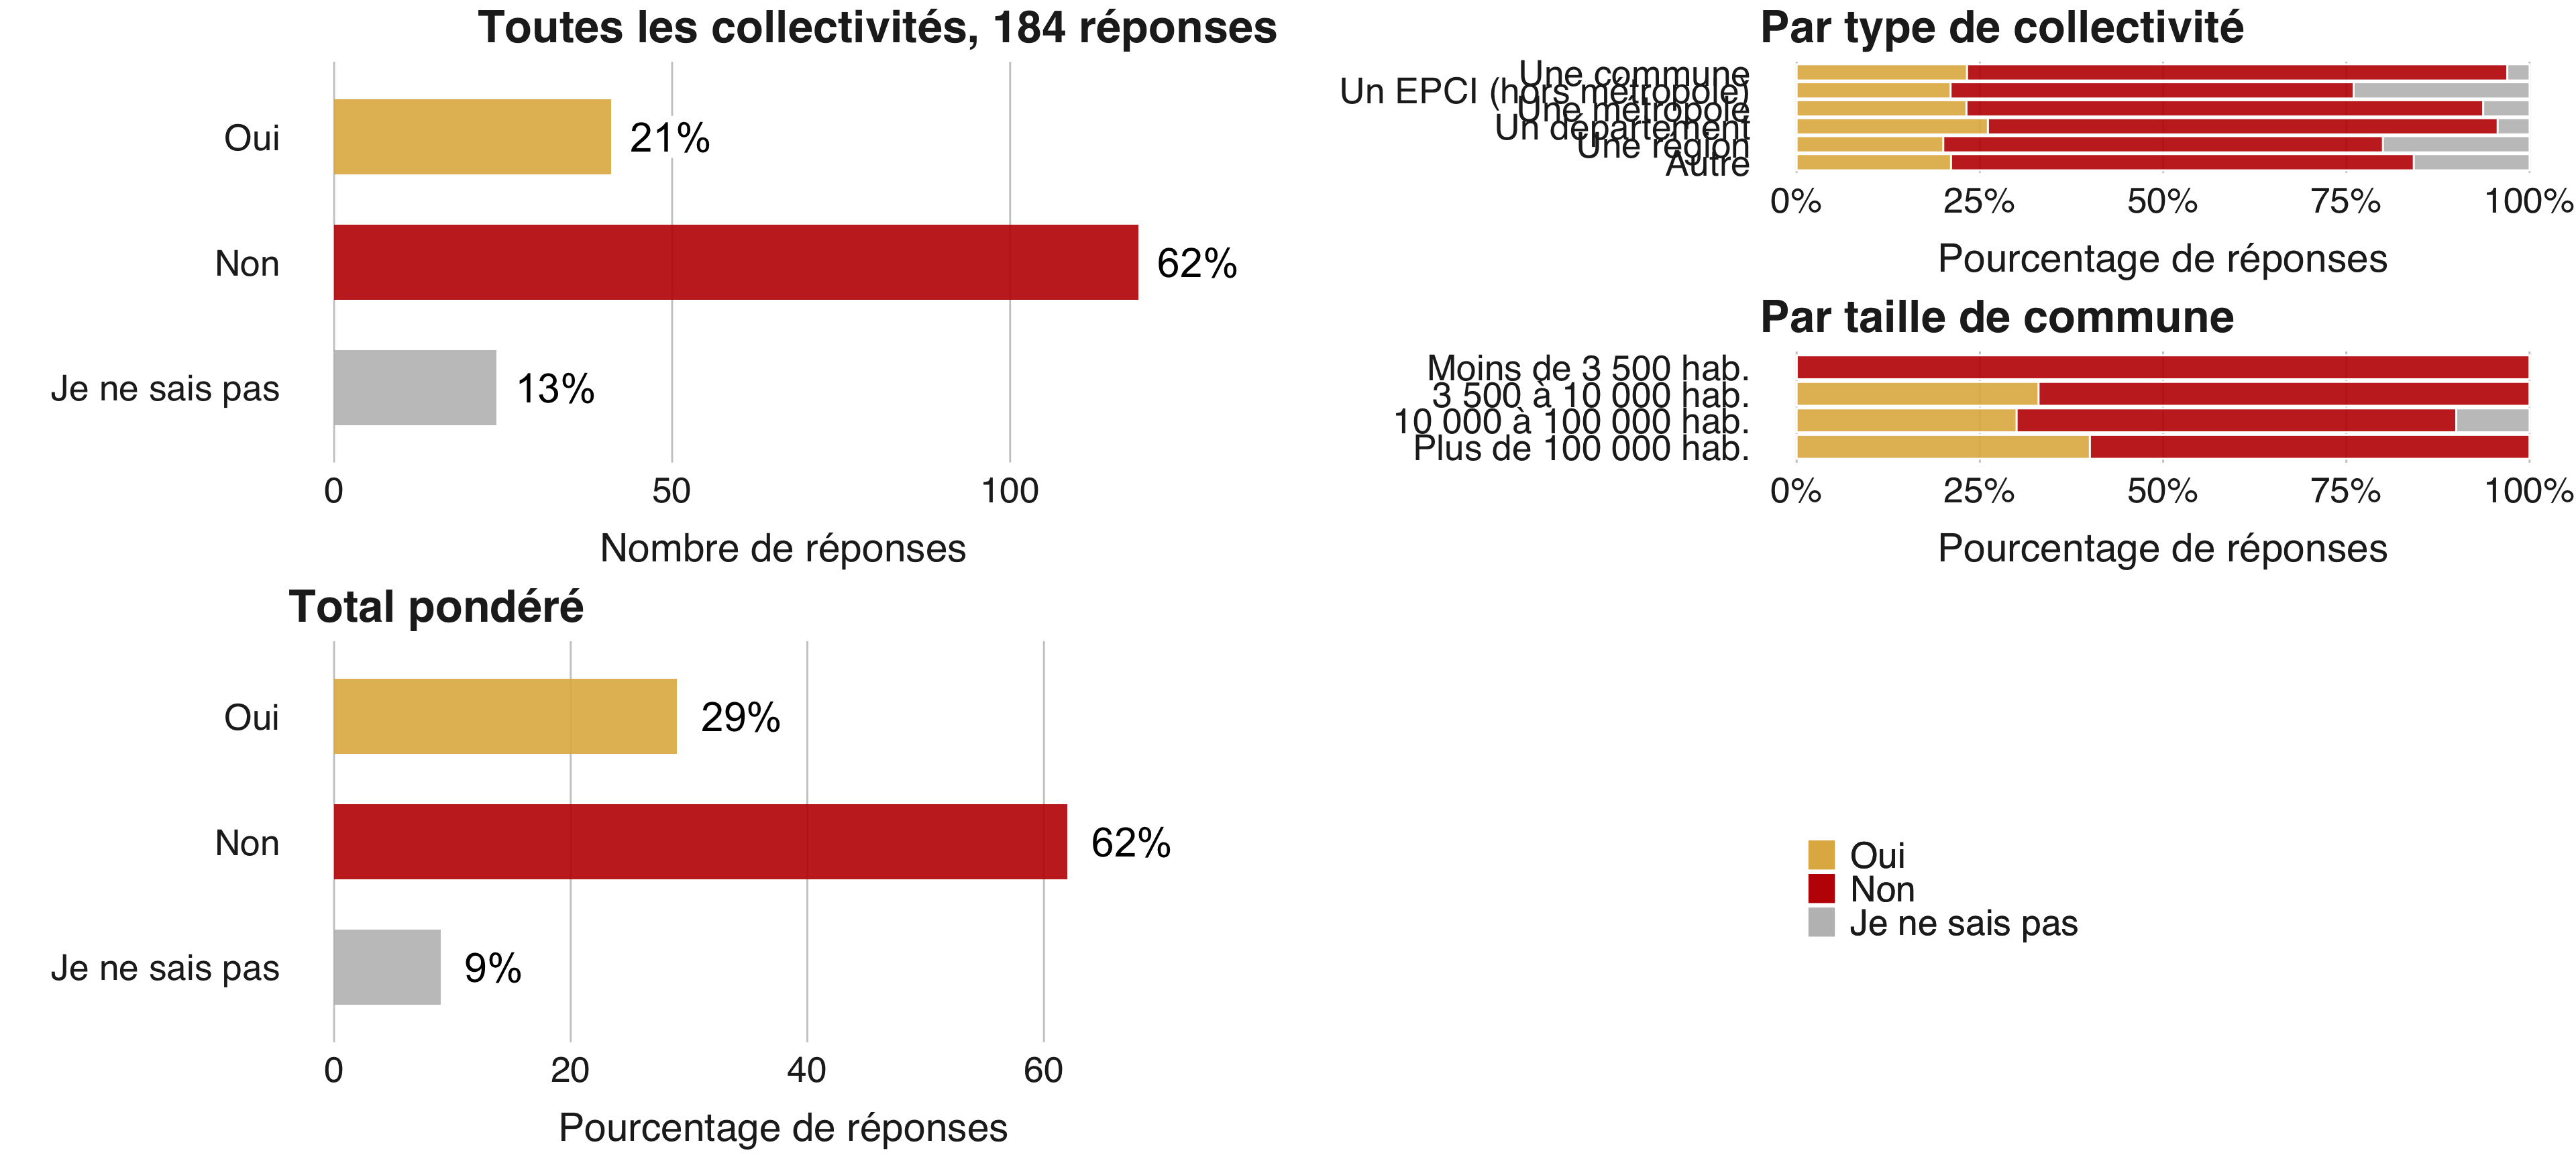 Toutes les collectivités, 184 réponses
Oui
21%
Non
62%
Je ne sais pas
13%
0 50 100
Nombre de réponses
Total pondéré
Oui
29%
Non
62%
Je ne sais pas
9%
0 20 40 60
Pourcentage de réponses
Par type de collectivité
Une commune
Un EPCI (hors métropole)
Une métropole
Un département
Une région
Autre
0% 25% 50% 75% 100%
Pourcentage de réponses
Par taille de commune
Moins de 3 500 hab.
3 500 à 10 000 hab.
10 000 à 100 000 hab.
Plus de 100 000 hab.
0% 25% 50% 75% 100%
Pourcentage de réponses
Oui
Non
Je ne sais pas